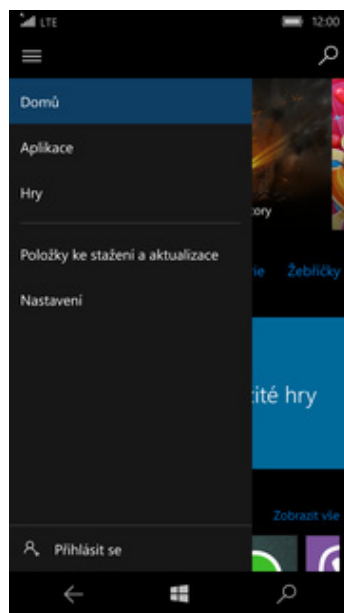 LTE 12:00
Domů
Aplikace
Hry
ory
Položky ke stažení a aktualizace
rie Žebříčky
Nastavení
ité hry
Zobrazit vše
Přihlásit se